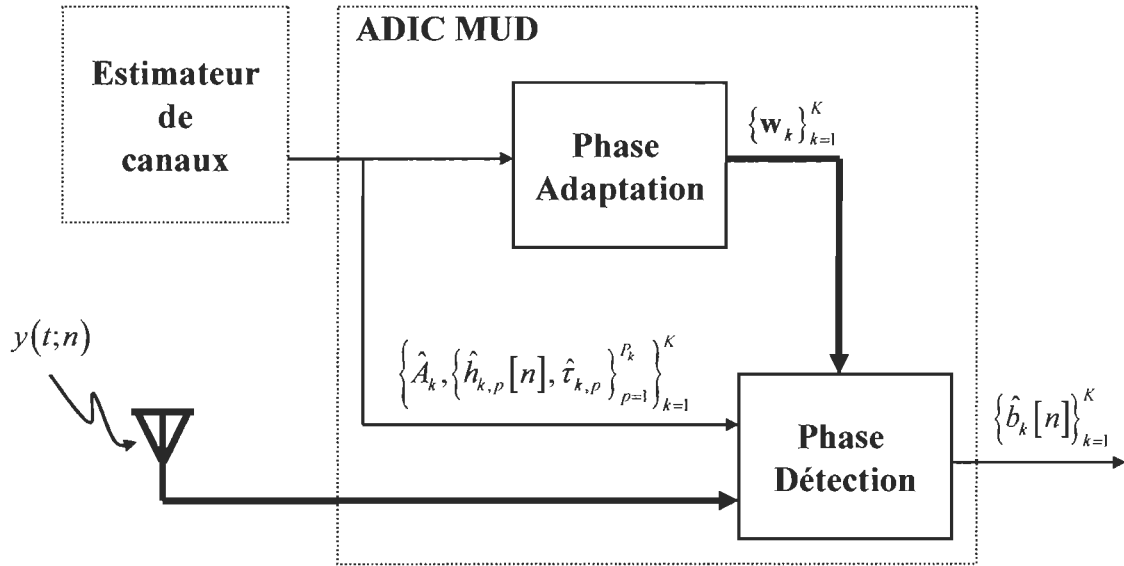 ADIC MUD
Estimateur
de
canaux
Phase
Adaptation
{w_k}_{k=1}^{K}
y(t;n)
{Â_k, {ĥ_{k,p}[n], τ̂_{k,p}}_{p=1}^{P_k}}_{k=1}^{K}
Phase
Détection
{b̂_k[n]}_{k=1}^{K}